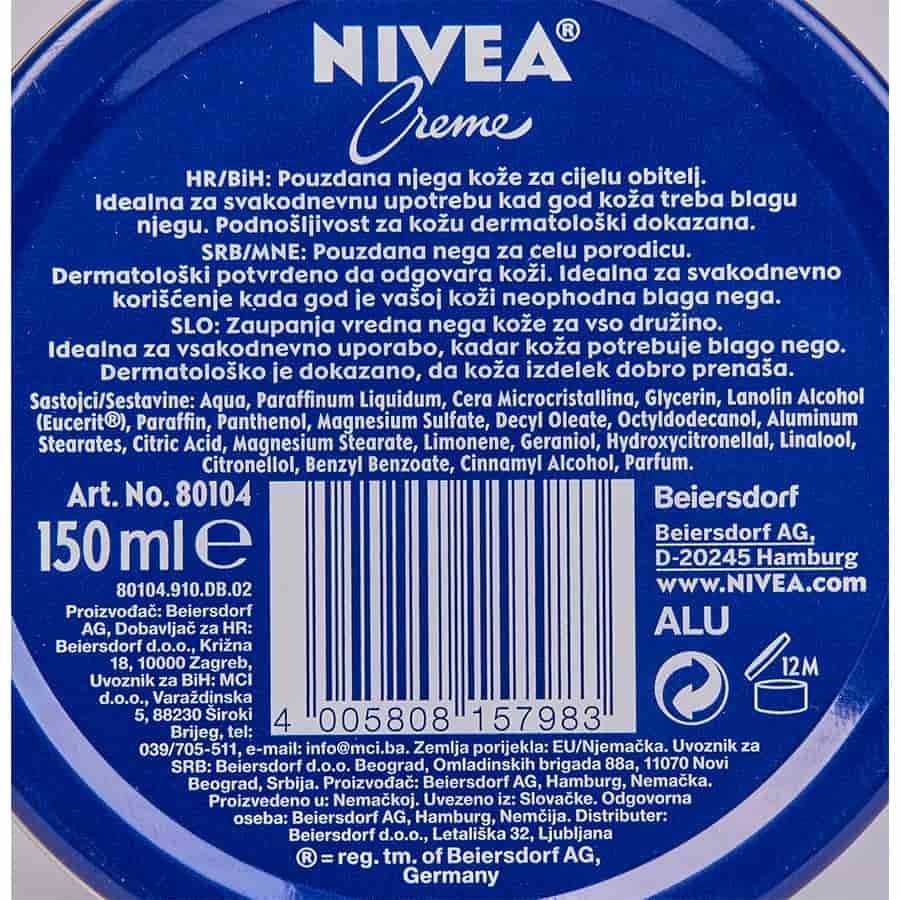 NIVEA®
Creme
HR/BiH: Pouzdana njega kože za cijelu obitelj.
Idealna za svakodnevnu upotrebu kad god koža treba blagu
njegu. Podnošljivost za kožu dermatološki dokazana.
SRB/MNE: Pouzdana nega za celu porodicu.
Dermatološki potvrđeno da odgovara koži. Idealna za svakodnevno
korišćenje kada god je vašoj koži neophodna blaga nega.
SLO: Zaupanja vredna nega kože za vso družino.
Idealna za vsakodnevno uporabo, kadar koža potrebuje blago nego.
Dermatološko je dokazano, da koža izdelek dobro prenaša.
Sastojci/Sestavine: Aqua, Paraffinum Liquidum, Cera Microcristallina, Glycerin, Lanolin Alcohol
(Eucerit®), Paraffin, Panthenol, Magnesium Sulfate, Decyl Oleate, Octyldodecanol, Aluminum
Stearates, Citric Acid, Magnesium Stearate, Limonene, Geraniol, Hydroxycitronellal, Linalool,
Citronellol, Benzyl Benzoate, Cinnamyl Alcohol, Parfum.
Art. No. 80104
150 ml e
80104.910.DB.02
Proizvođač: Beiersdorf
AG, Dobavljač za HR:
Beiersdorf d.o.o., Križna
18, 10000 Zagreb,
Uvoznik za BiH: MCI
d.o.o., Varaždinska
5, 88230 Široki
Brijeg, tel:
4 005808 157983
Beiersdorf
Beiersdorf AG,
D-20245 Hamburg
www.NIVEA.com
ALU
12M
039/705-511, e-mail: info@mci.ba. Zemlja porijekla: EU/Njemačka. Uvoznik za
SRB: Beiersdorf d.o.o. Beograd, Omladinskih brigada 88a, 11070 Novi
Beograd, Srbija. Proizvođač: Beiersdorf AG, Hamburg, Nemačka.
Proizvedeno u: Nemačkoj. Uvezeno iz: Slovačke. Odgovorna
oseba: Beiersdorf AG, Hamburg, Nemčija. Distributer:
Beiersdorf d.o.o., Letališka 32, Ljubljana
® = reg. tm. of Beiersdorf AG,
Germany